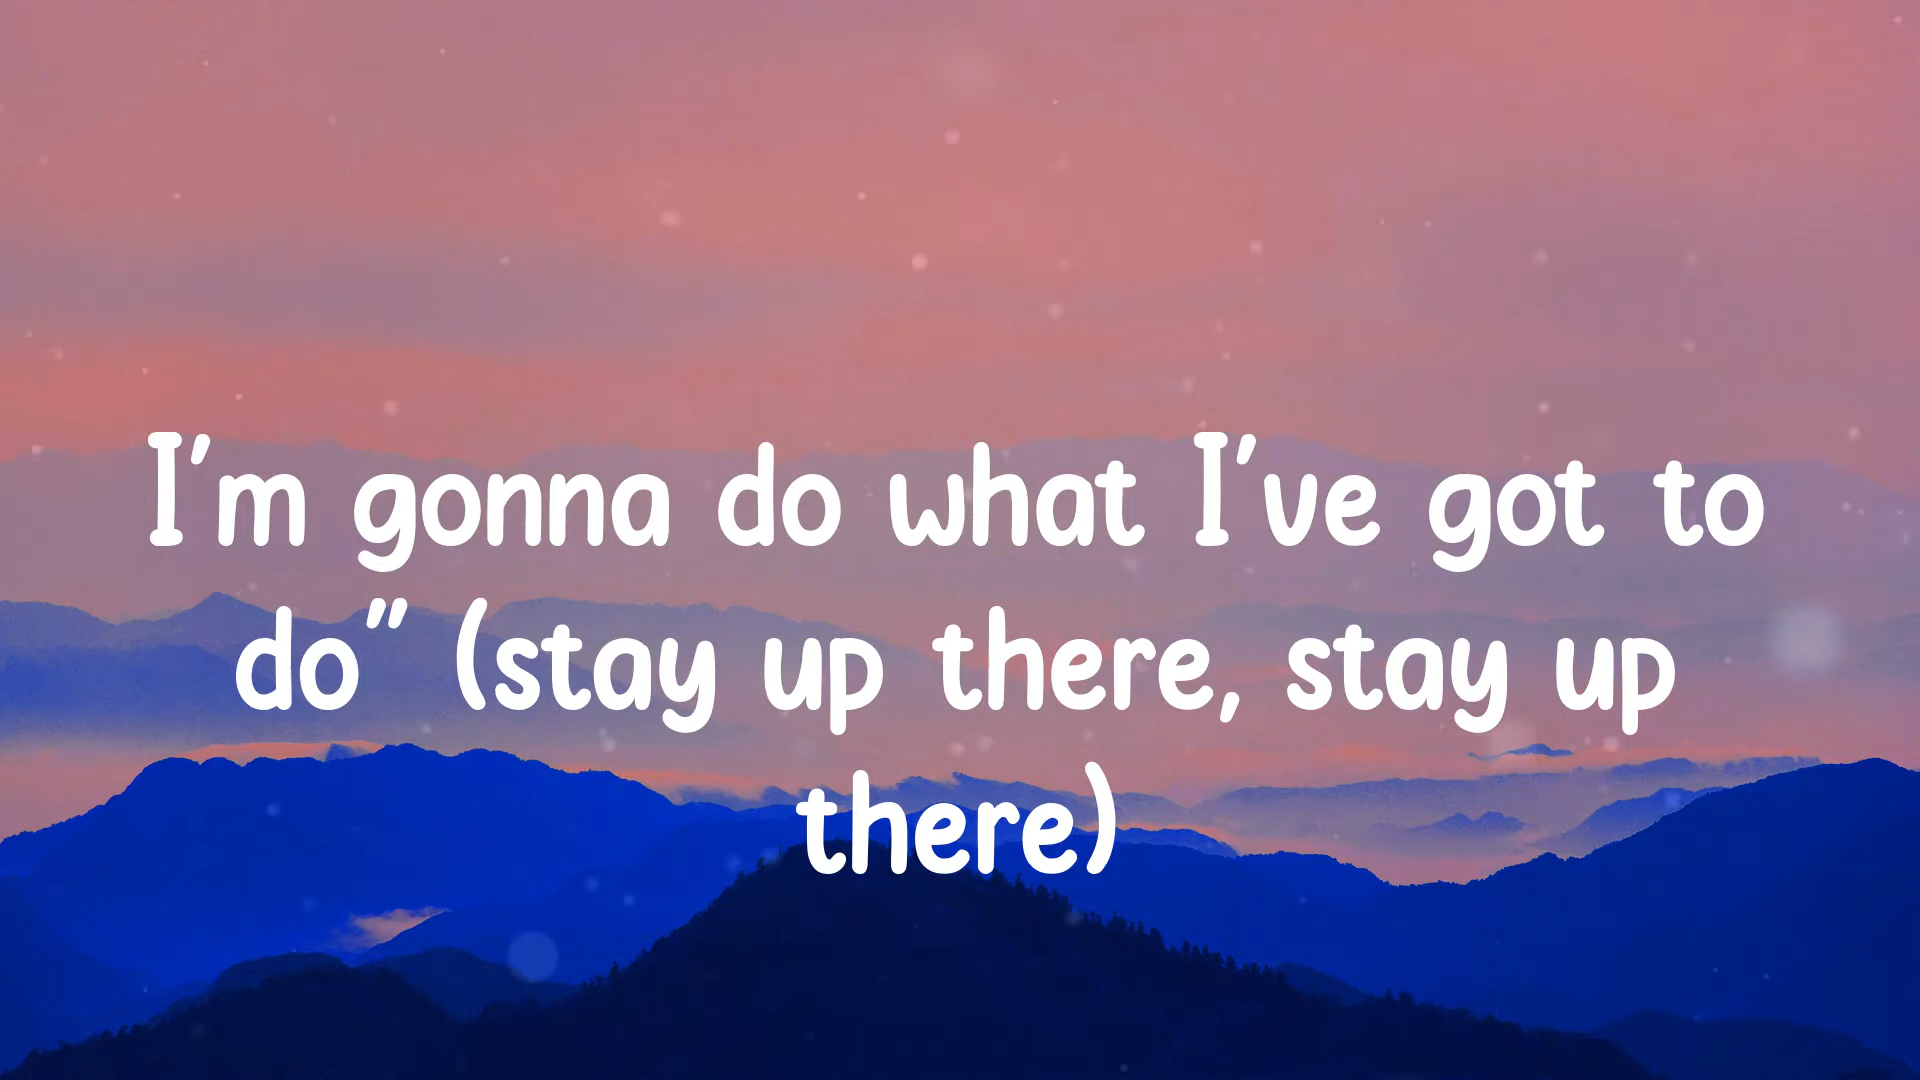 I'm gonna do what I've got to
do" (stay up there, stay up
there)